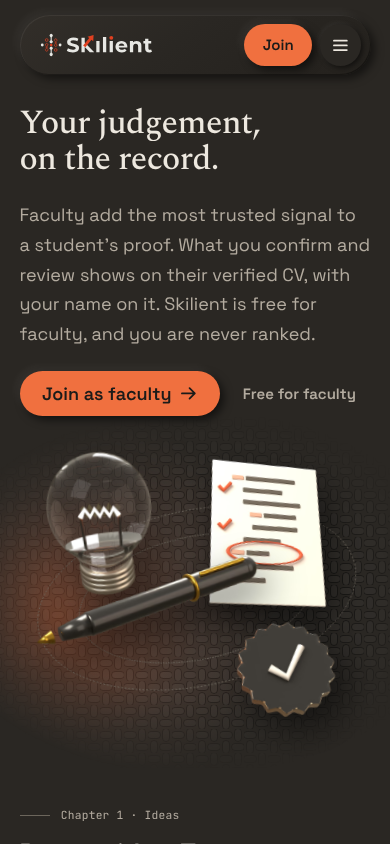 Skilient
Join
Your judgement,
on the record.
Faculty add the most trusted signal to
a student's proof. What you confirm and
review shows on their verified CV, with
your name on it. Skilient is free for
faculty, and you are never ranked.
Join as faculty →
Free for faculty
Chapter 1 · Ideas